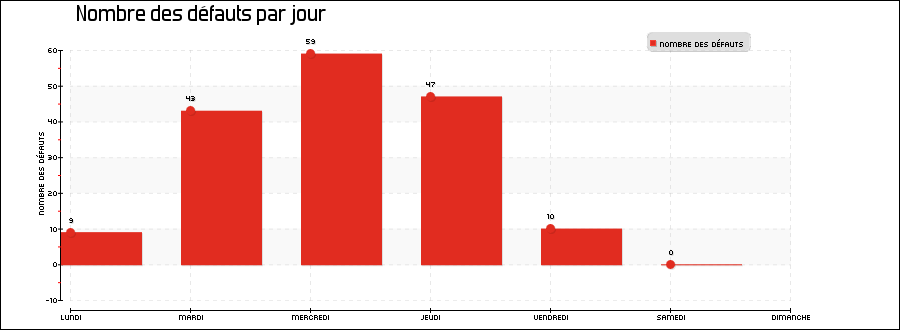 Nombre des défauts par jour
NOMBRE DES DÉFAUTS
NOMBRE DES DÉFAUTS
60
50
40
30
20
10
0
-10
9
43
59
47
10
0
LUNDI
MARDI
MERCREDI
JEUDI
VENDREDI
SAMEDI
DIMANCHE